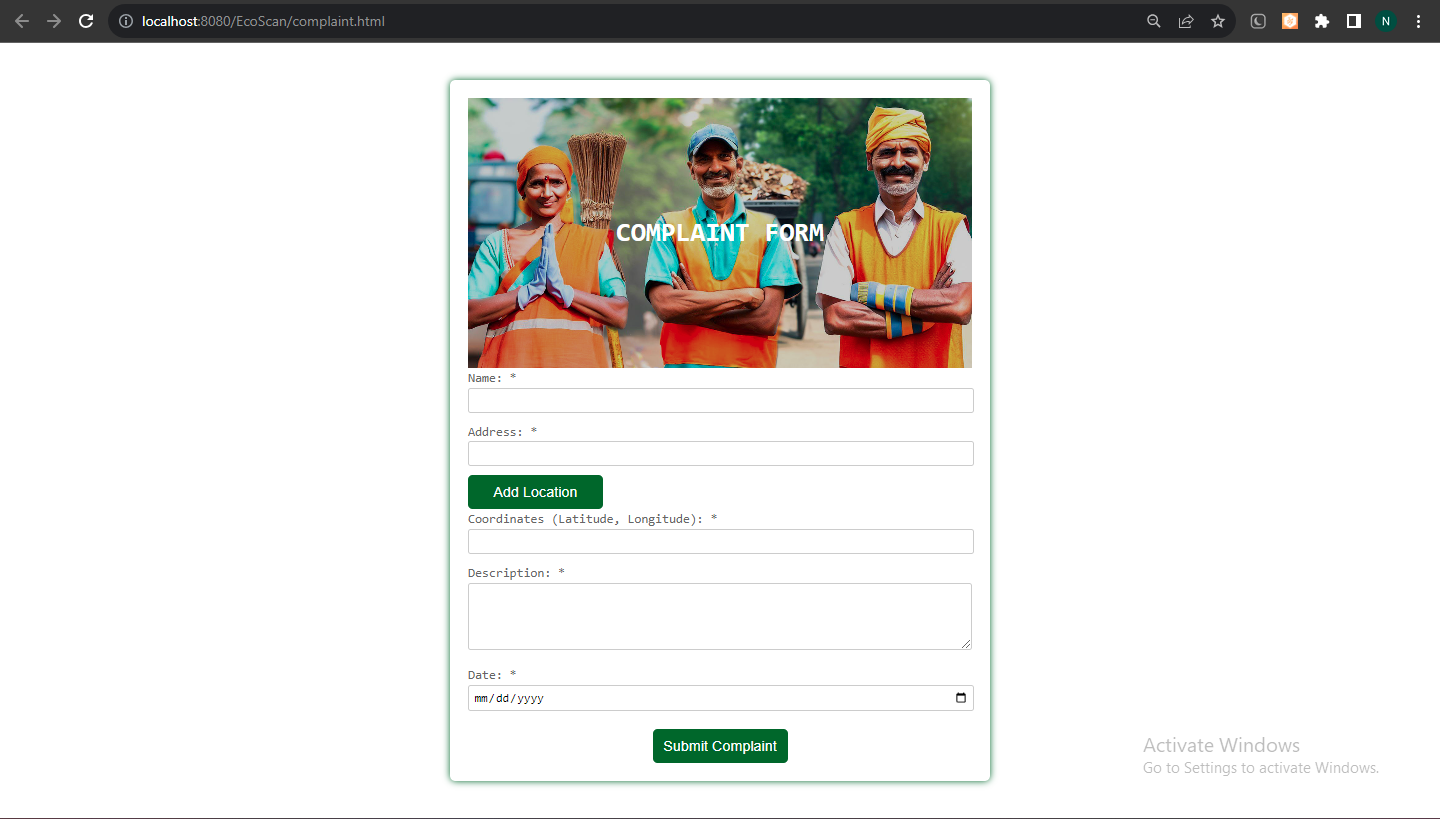 localhost:8080/EcoScan/complaint.html
N
COMPLAINT FORM
Name: *
Address: *
Add Location
Coordinates (Latitude, Longitude): *
Description: *
Date: *
mm/dd/yyyy
Submit Complaint
Activate Windows
Go to Settings to activate Windows.